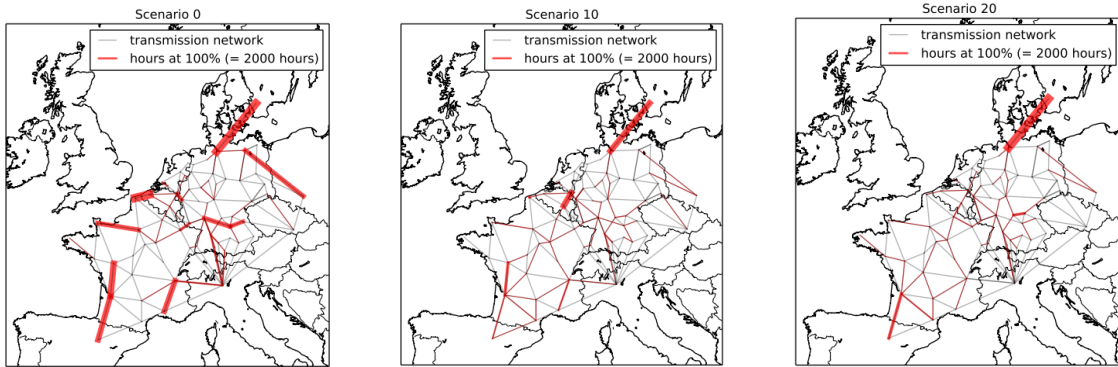 Scenario 0
transmission network
hours at 100% (= 2000 hours)
Scenario 10
transmission network
hours at 100% (= 2000 hours)
Scenario 20
transmission network
hours at 100% (= 2000 hours)